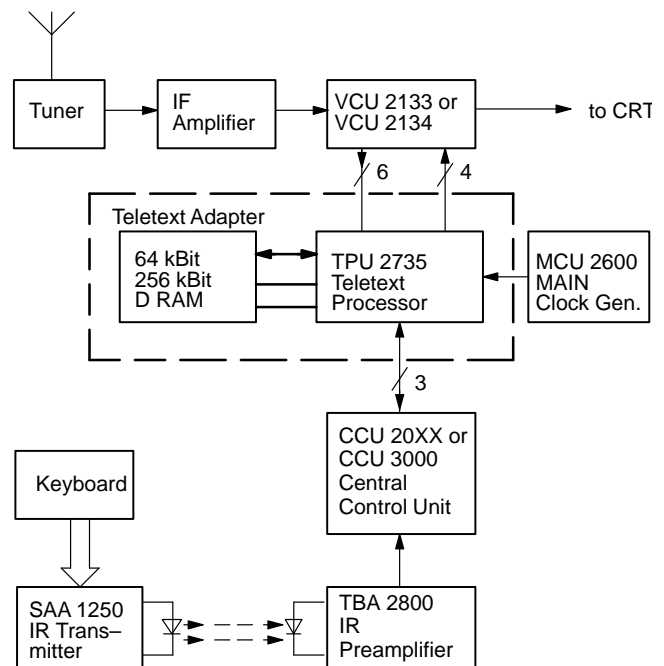 Tuner
IF
Amplifier
VCU 2133 or
VCU 2134
to CRT
6
4
Teletext Adapter
64 kBit
256 kBit
D RAM
TPU 2735
Teletext
Processor
MCU 2600
MAIN
Clock Gen.
3
CCU 20XX or
CCU 3000
Central
Control Unit
Keyboard
SAA 1250
IR Trans–
mitter
TBA 2800
IR
Preamplifier